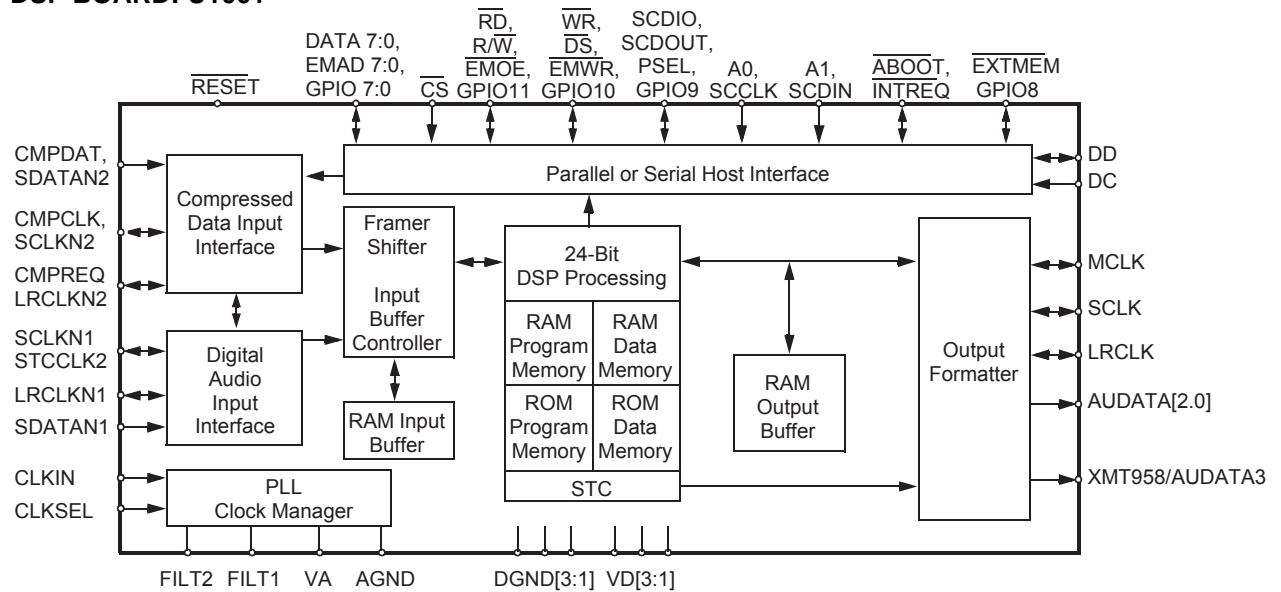 RESET
DATA 7:0,
EMAD 7:0,
GPIO 7:0
CS
RD,
R/W,
EMOE,
GPIO11
WR,
DS,
EMWR,
GPIO10
SCDIO,
SCDOUT,
PSEL,
GPIO9
A0,
SCCLK
A1,
SCDIN
ABOOT,
INTREQ
EXTMEM
GPIO8
CMPDAT,
SDATAN2
CMPCLK,
SCLKN2
CMPREQ
LRCLKN2
SCLKN1
STCCLK2
LRCLKN1
SDATAN1
CLKIN
CLKSEL
Compressed
Data Input
Interface
Digital
Audio
Input
Interface
PLL
Clock Manager
Parallel or Serial Host Interface
Framer
Shifter
Input
Buffer
Controller
RAM Input
Buffer
24-Bit
DSP Processing
RAM
Program
Memory
RAM
Data
Memory
ROM
Program
Memory
ROM
Data
Memory
STC
RAM
Output
Buffer
Output
Formatter
DD
DC
MCLK
SCLK
LRCLK
AUDATA[2.0]
XMT958/AUDATA3
FILT2
FILT1
VA
AGND
DGND[3:1]
VD[3:1]